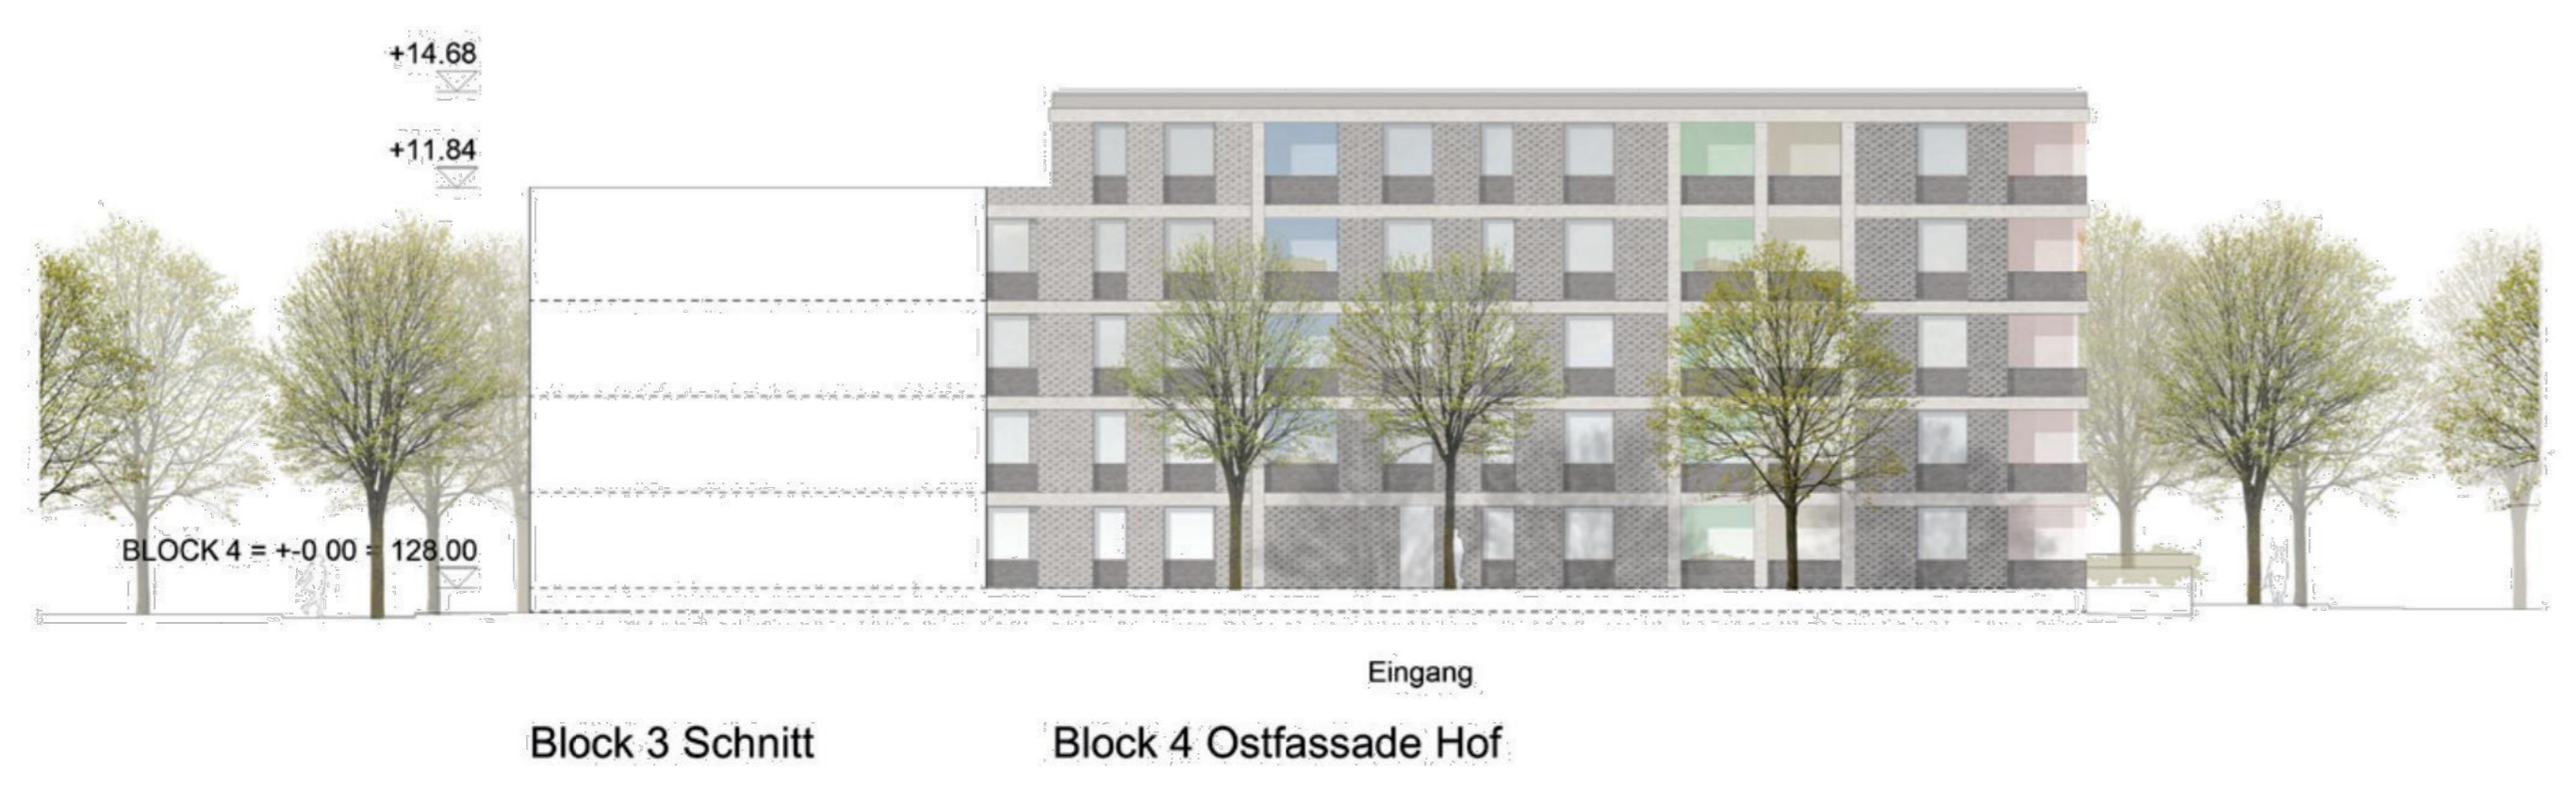 +14.68
+11.84
BLOCK 4 = +-0 00 = 128.00
Eingang
Block 3 Schnitt
Block 4 Ostfassade Hof